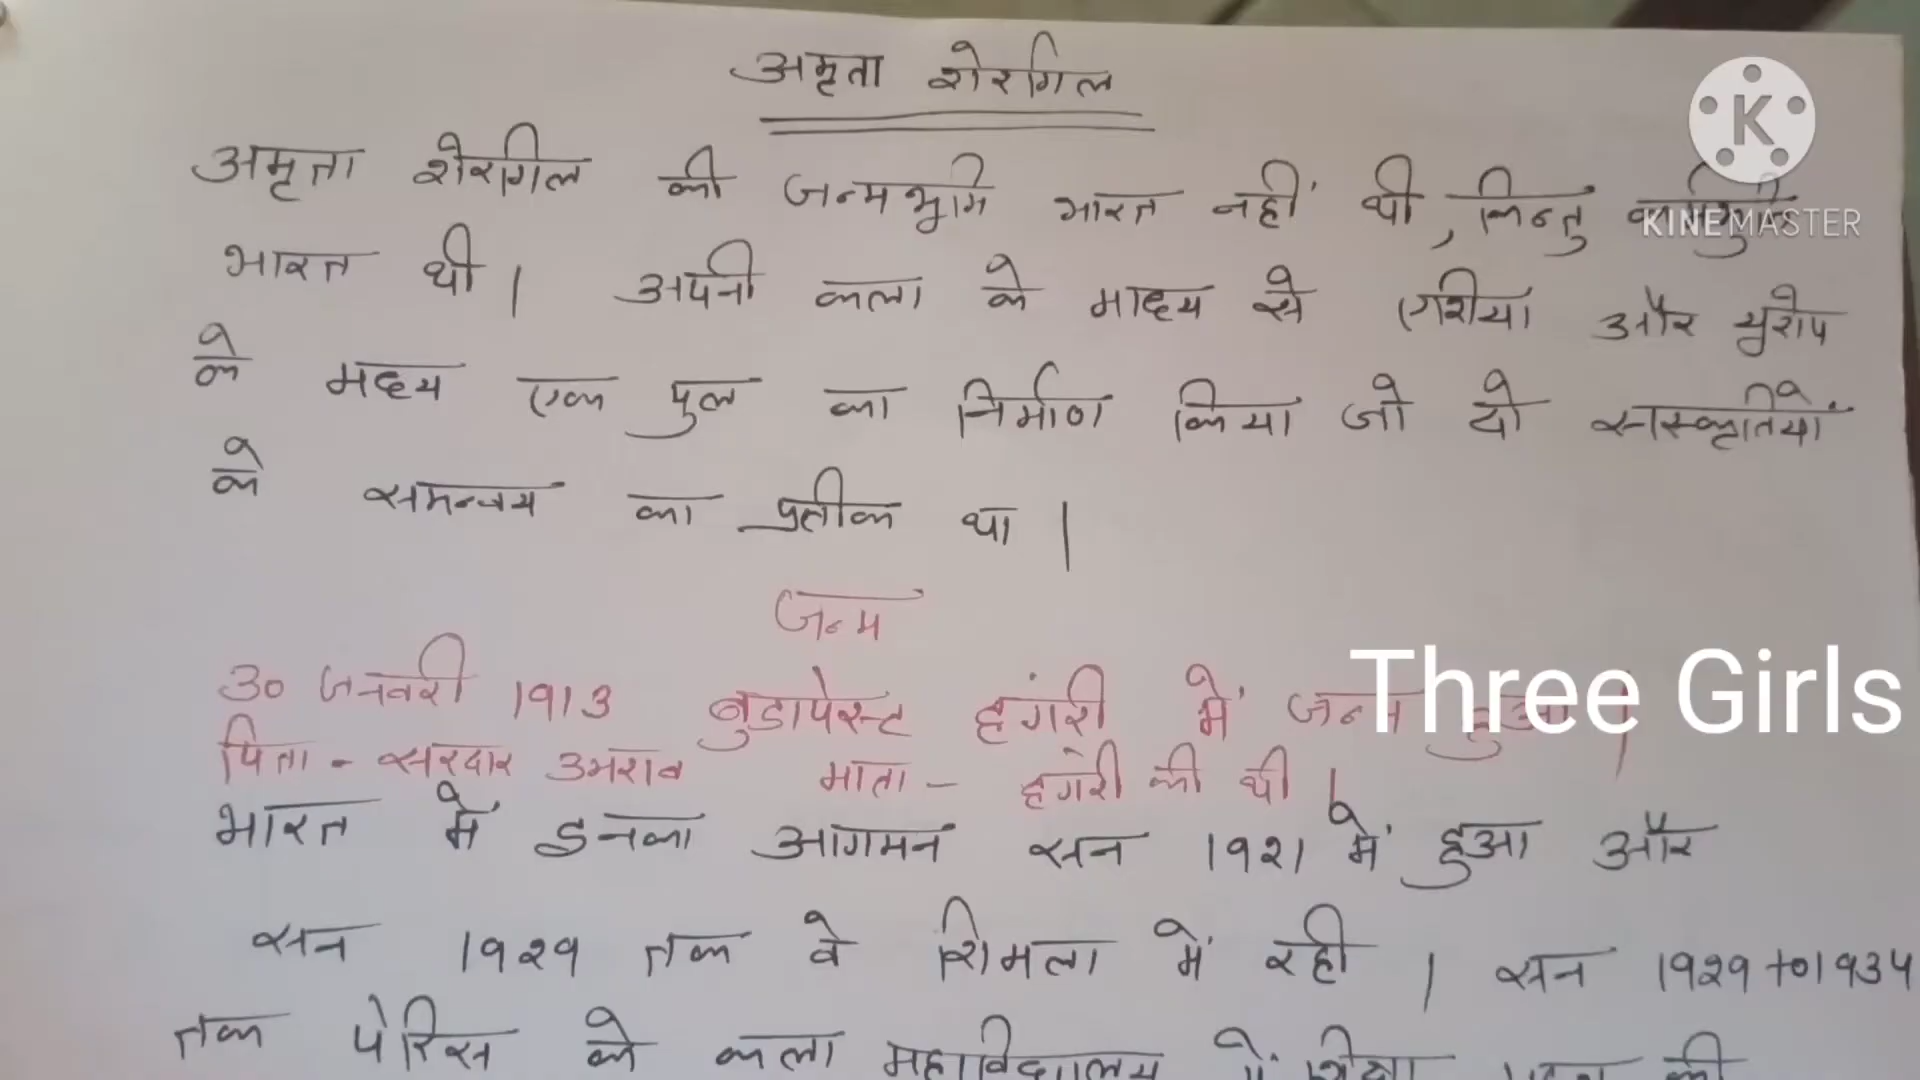 अमृता शेरगिल
अमृता शेरगिल की जन्मभूमि भारत नहीं थी, किन्तु
भारत थी। अपनी कला के माध्यम से एशिया और यूरोप
के मध्य एक पुल का निर्माण किया जो दो सांस्कृतियों
के समन्वय का प्रतीक था।
जन्म
30 जनवरी 1913 बुडापेस्ट हंगरी में जन्म हुआ।
पिता - सरदार उमराव माता - हंगरी की थी।
भारत में इनका आगमन सन 1921 में हुआ और
सन 1929 तक वे शिमला में रही। सन 1929 to 1934
तक पेरिस के कला महाविद्यालय में शिक्षा की
K
KINEMASTER
Three Girls